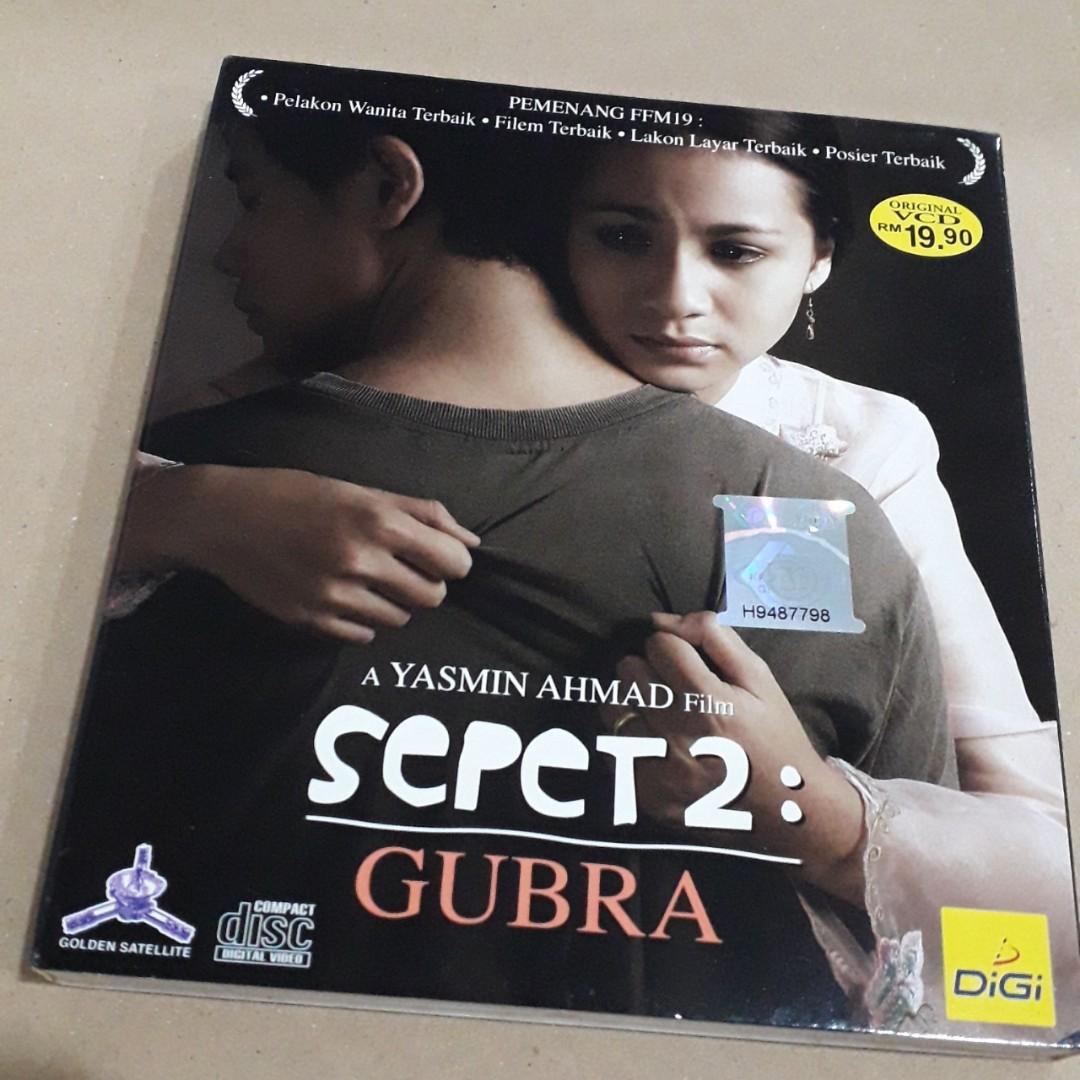 PEMENANG FFM19 :
• Pelakon Wanita Terbaik • Filem Terbaik • Lakon Layar Terbaik • Posier Terbaik
ORIGINAL
VCD
RM 19.90
H9487798
A YASMIN AHMAD Film
SEPET 2 :
GUBRA
GOLDEN SATELLITE
COMPACT
disc
DIGITAL VIDEO
DiGi